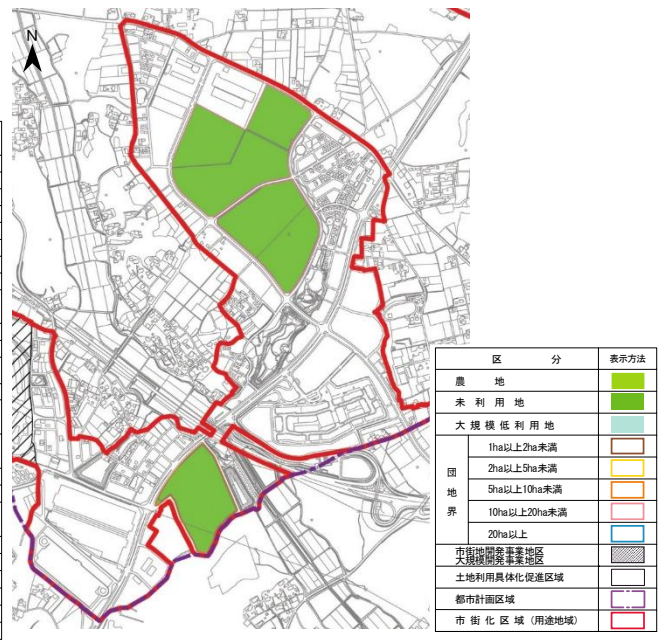 N
区 分 表示方法
農 地
未 利 用 地
大 規 模 低 利 用 地
団地界
1ha以上2ha未満
2ha以上5ha未満
5ha以上10ha未満
10ha以上20ha未満
20ha以上
市街地開発事業地区
大規模開発事業地区
土地利用具体化促進区域
都市計画区域
市 街 化 区 域 (用途地域)